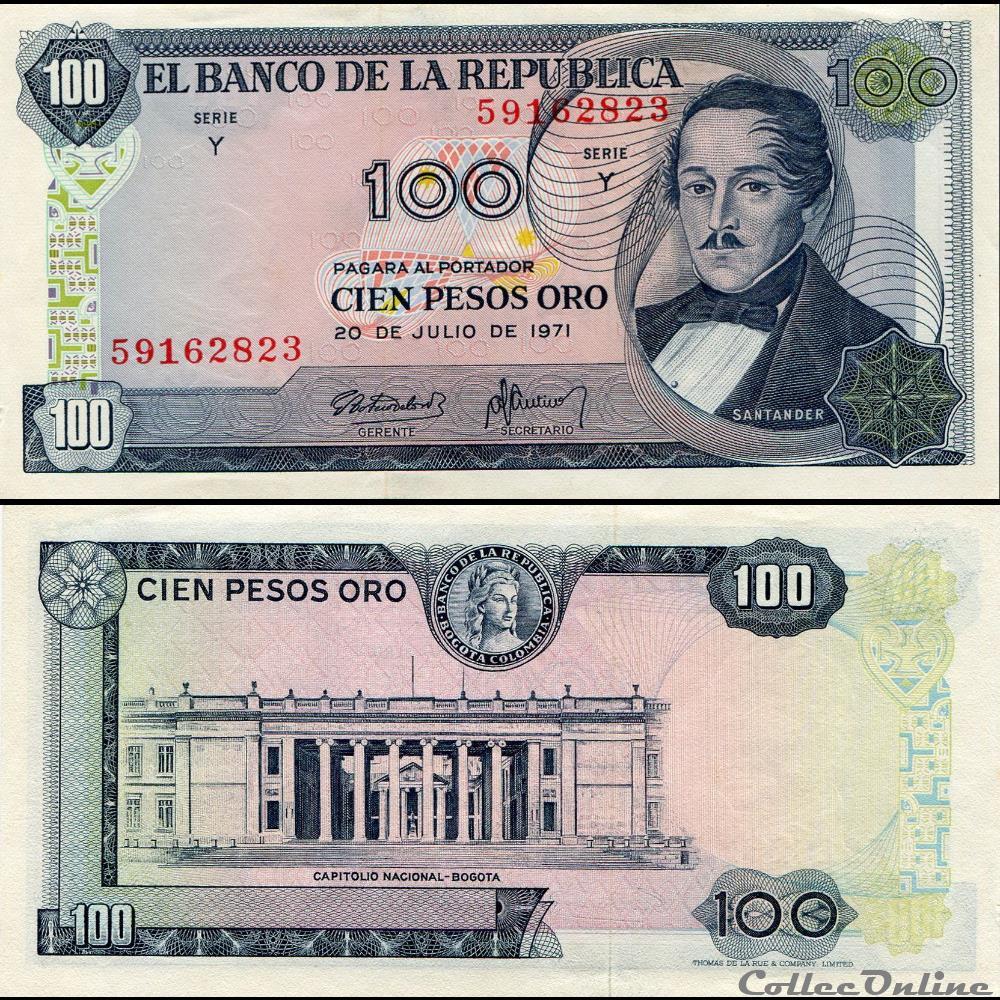 100
EL BANCO DE LA REPUBLICA
100
59162823
SERIE
Y
SERIE
Y
100
PAGARA AL PORTADOR
CIEN PESOS ORO
20 DE JULIO DE 1971
59162823
100
GERENTE
SECRETARIO
SANTANDER
CIEN PESOS ORO
BANCO DE LA REPUBLICA
BOGOTA COLOMBIA
100
CAPITOLIO NACIONAL-BOGOTA
100
100
THOMAS DE LA RUE & COMPANY, LIMITED.
CollecOnline